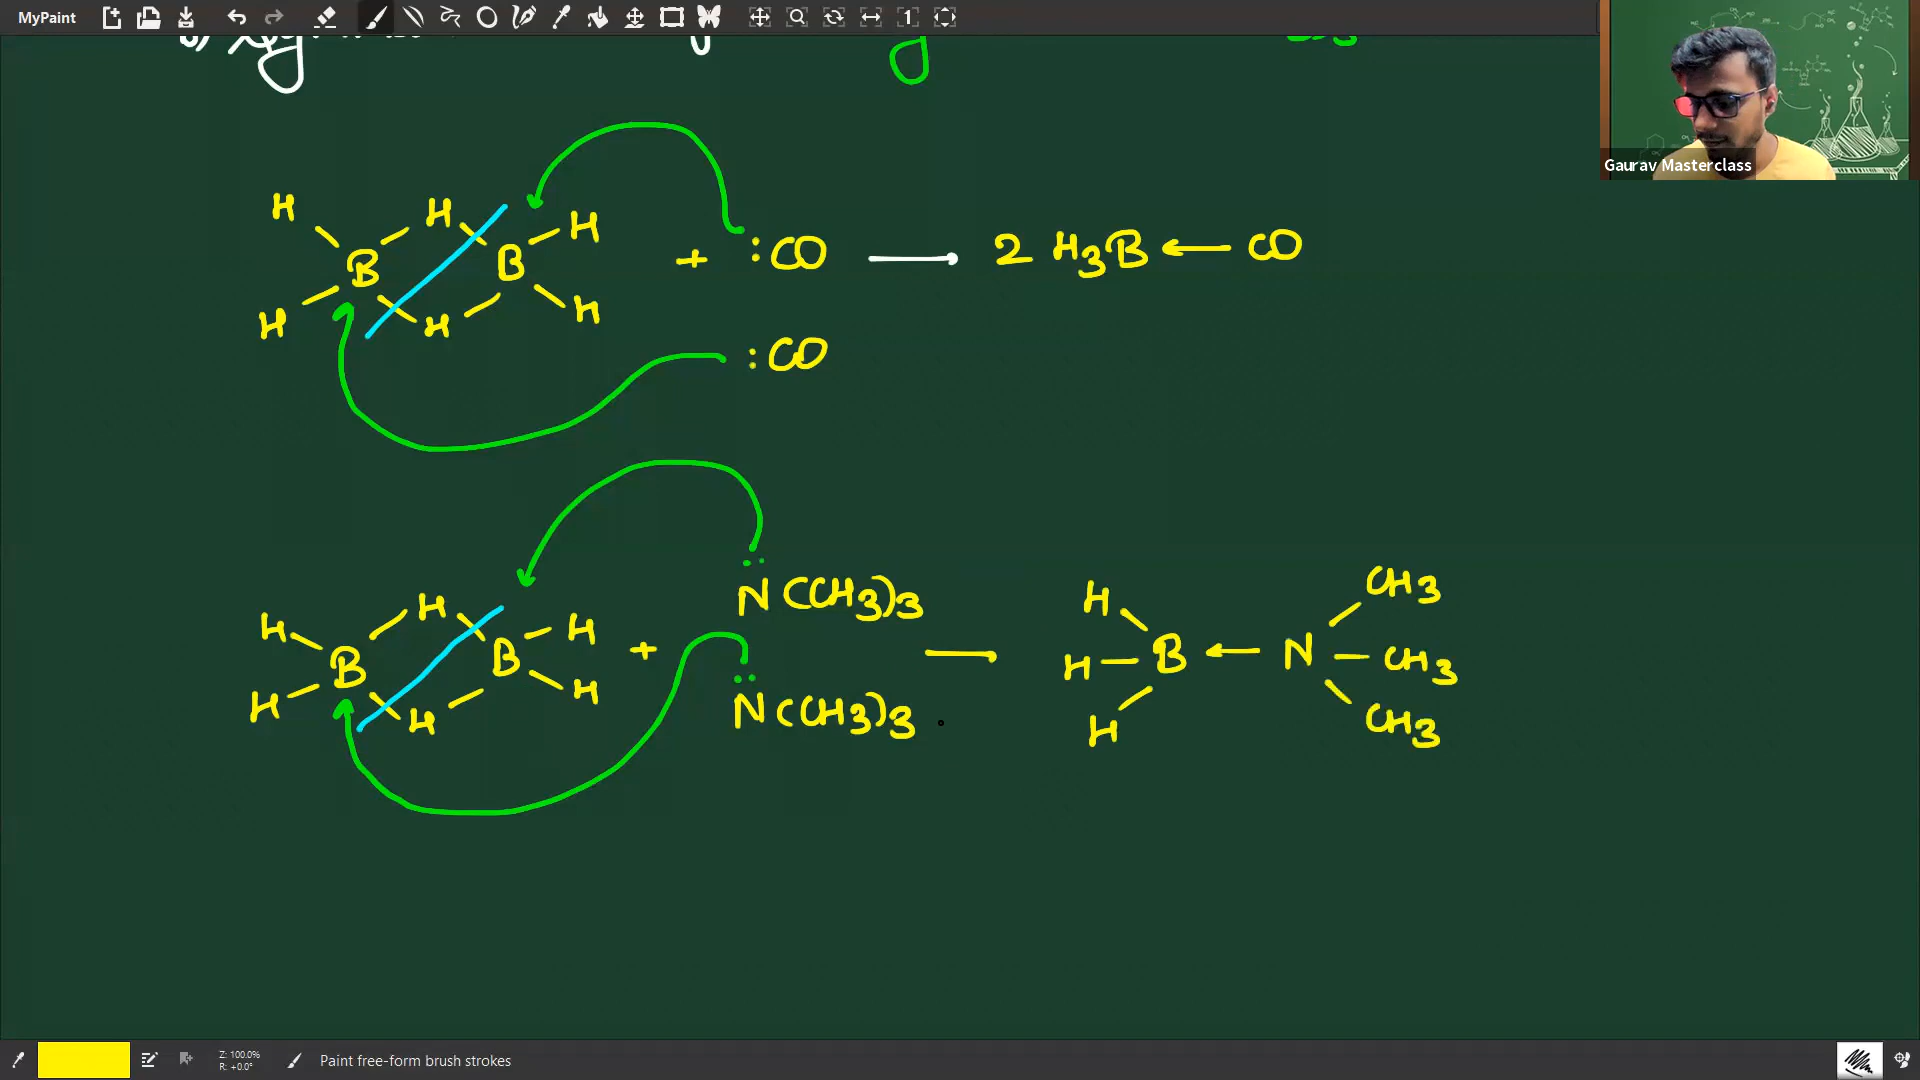 MyPaint
Gaurav Masterclass
H H H
B B + :CO ⟶ 2 H3B ⟵ CO
H H H
:CO
N(CH3)3
H H H
B B +
H H H
N(CH3)3
H CH3
H — B ⟵ N — CH3
H CH3
Z: 100.0%
R: +0.0°
Paint free-form brush strokes